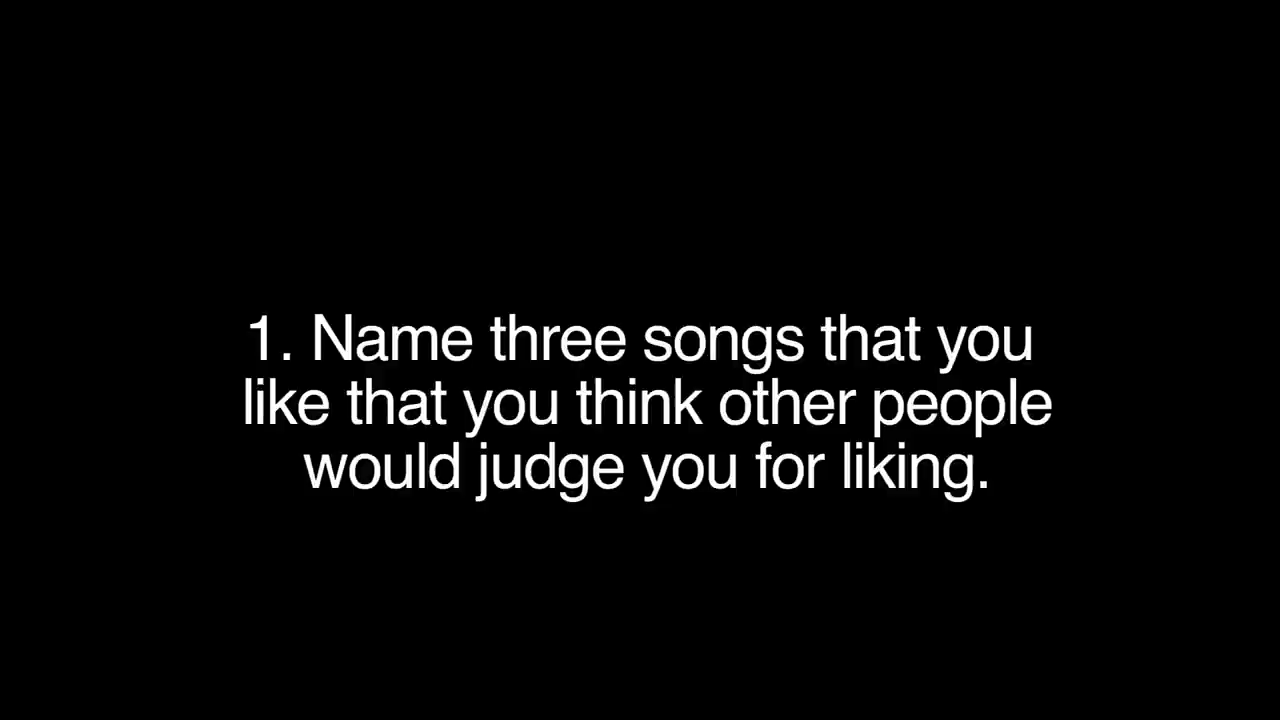 1. Name three songs that you
like that you think other people
would judge you for liking.